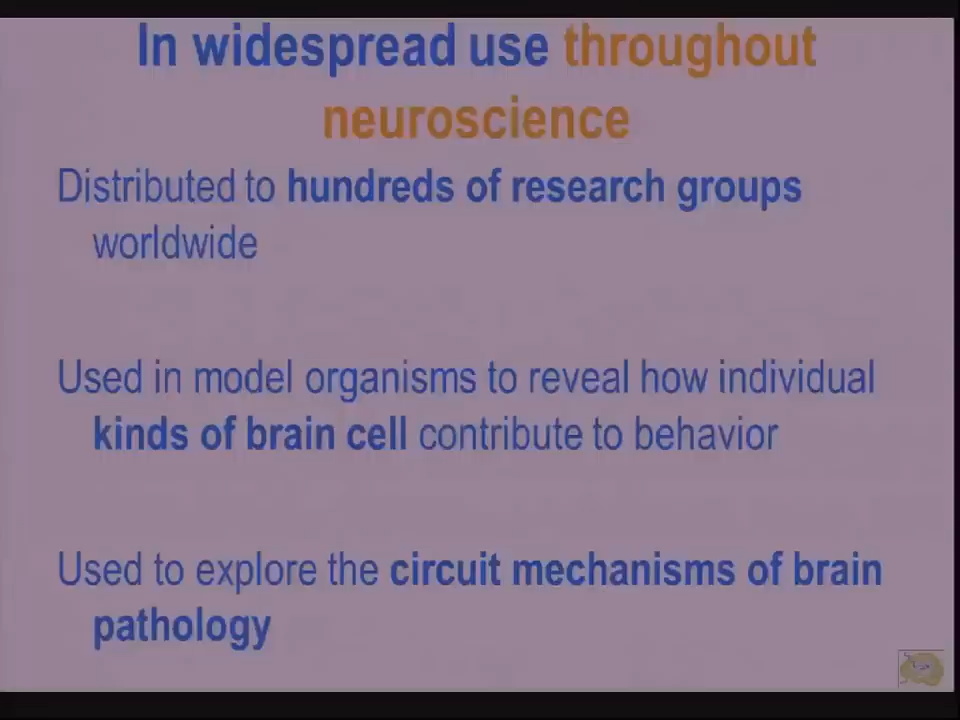 In widespread use throughout
neuroscience
Distributed to hundreds of research groups
worldwide
Used in model organisms to reveal how individual
kinds of brain cell contribute to behavior
Used to explore the circuit mechanisms of brain
pathology